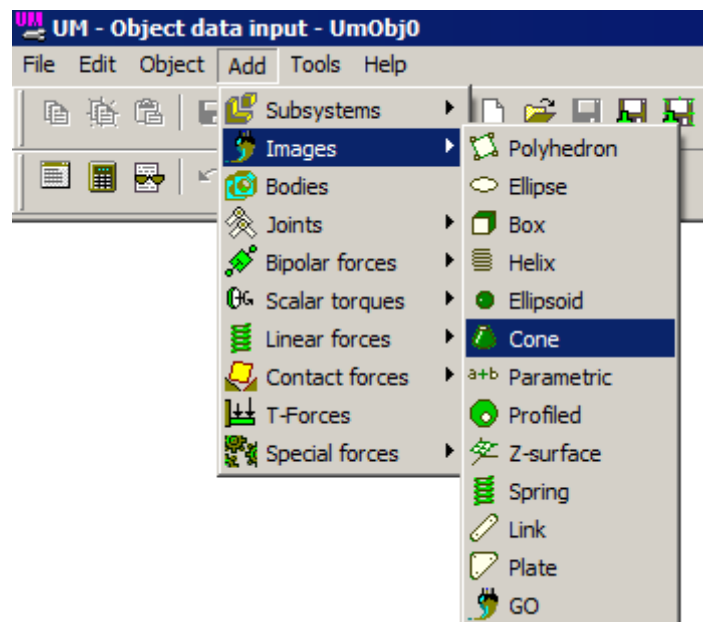 UM - Object data input - UmObj0
File Edit Object Add Tools Help
Subsystems
Images
Bodies
Joints
Bipolar forces
Scalar torques
Linear forces
Contact forces
T-Forces
Special forces
Polyhedron
Ellipse
Box
Helix
Ellipsoid
Cone
a+b Parametric
Profiled
Z-surface
Spring
Link
Plate
GO